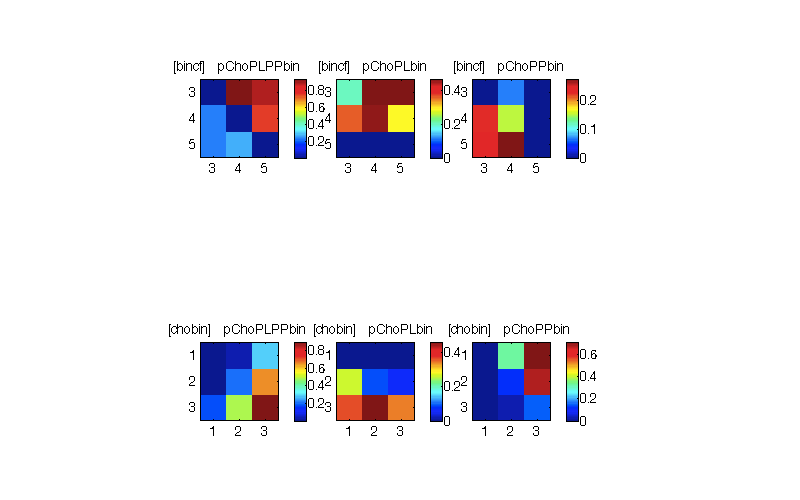 [bincf] pChoPLPPbin [bincf] pChoPLbin [bincf] pChoPPbin
3 0.8 3 0.4 3 0.2
0.6
4 0.4 4 0.2 4 0.1
0.2
5 5 0 5 0
3 4 5 3 4 5 3 4 5
[chobin] pChoPLPPbin [chobin] pChoPLbin [chobin] pChoPPbin
1 0.8 1 0.4 1 0.6
0.6
2 0.4 2 0.2 2 0.4
0.2 0.2
3 3 0 3 0
1 2 3 1 2 3 1 2 3